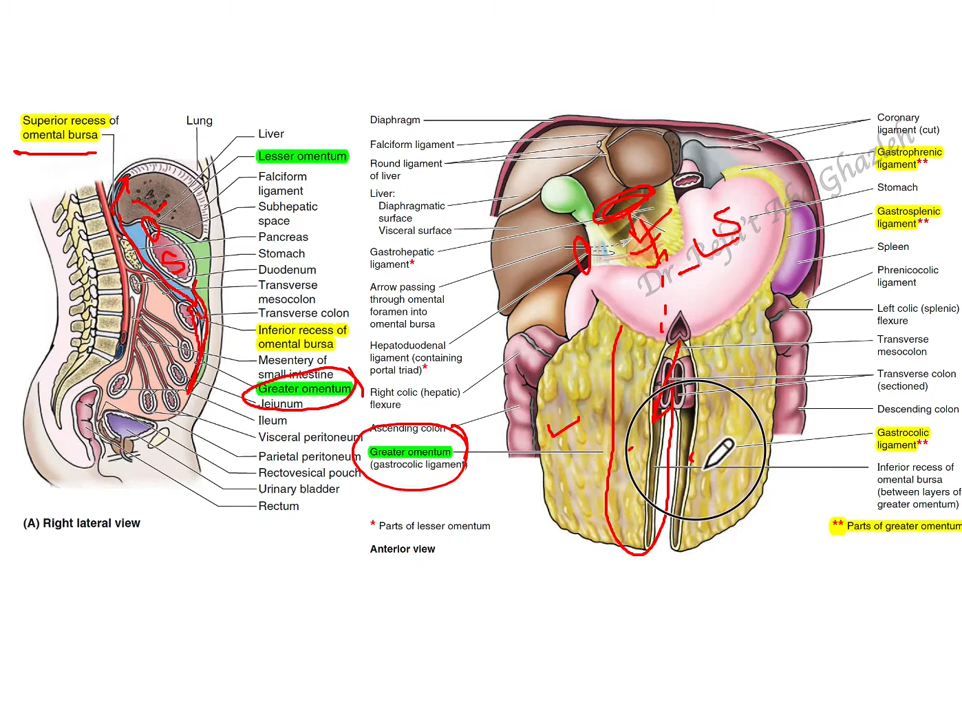 Superior recess of
omental bursa
Lung
Liver
Lesser omentum
Falciform
ligament
Subhepatic
space
Pancreas
Stomach
Duodenum
Transverse
mesocolon
Transverse colon
Inferior recess of
omental bursa
Mesentery of
small intestine
Greater omentum
Jejunum
Ileum
Visceral peritoneum
Parietal peritoneum
Rectovesical pouch
Urinary bladder
Rectum
(A) Right lateral view
Diaphragm
Falciform ligament
Round ligament
of liver
Liver:
Diaphragmatic
surface
Visceral surface
Gastrohepatic
ligament*
Arrow passing
through omental
foramen into
omental bursa
Hepatoduodenal
ligament (containing
portal triad)*
Right colic (hepatic)
flexure
Ascending colon
Greater omentum
(gastrocolic ligament)
* Parts of lesser omentum
Anterior view
Coronary
ligament (cut)
Gastrophrenic
ligament**
Stomach
Gastrosplenic
ligament**
Spleen
Phrenicocolic
ligament
Left colic (splenic)
flexure
Transverse
mesocolon
Transverse colon
(sectioned)
Descending colon
Gastrocolic
ligament**
Inferior recess of
omental bursa
(between layers of
greater omentum)
** Parts of greater omentum
Dr. Refa't Abu Ghazleh
L
S
L
S